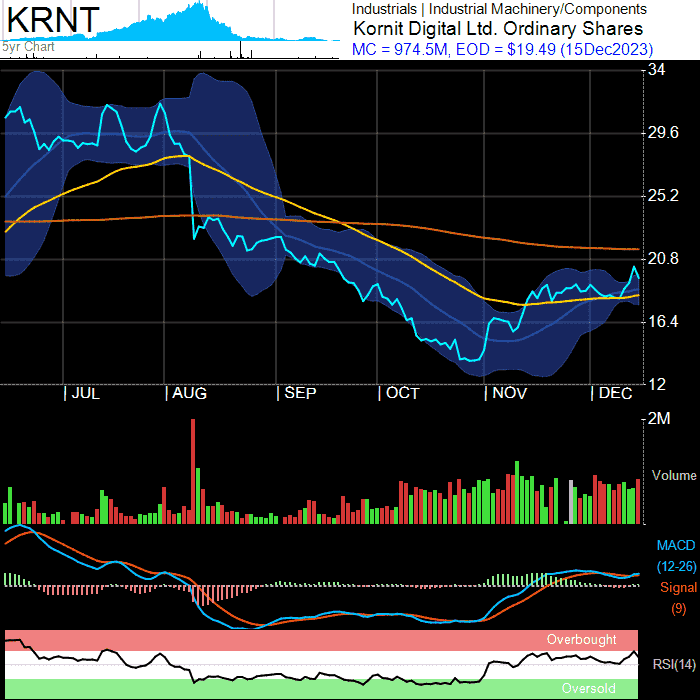 KRNT
5yr Chart
Industrials | Industrial Machinery/Components
Kornit Digital Ltd. Ordinary Shares
MC = 974.5M, EOD = $19.49 (15Dec2023)
34
29.6
25.2
20.8
16.4
12
| JUL | AUG | SEP | OCT | NOV | DEC
2M
Volume
MACD
(12-26)
Signal
(9)
Overbought
RSI(14)
Oversold